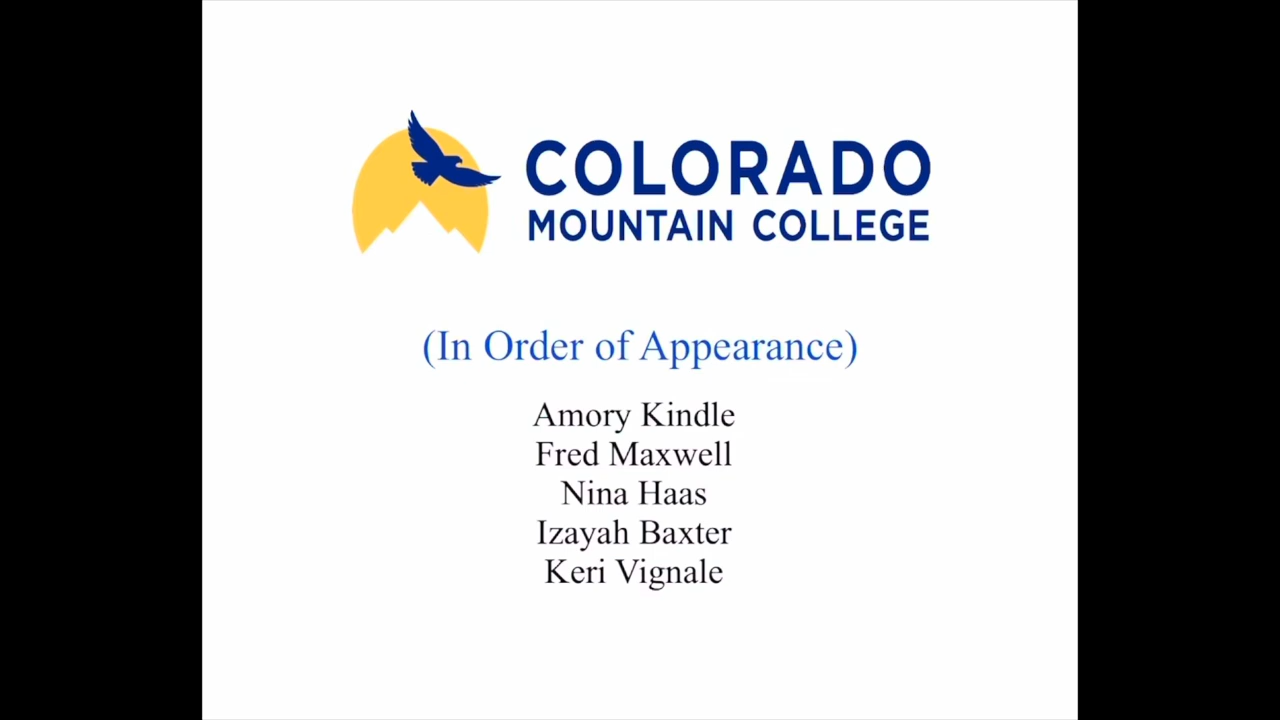 COLORADO
MOUNTAIN COLLEGE
(In Order of Appearance)
Amory Kindle
Fred Maxwell
Nina Haas
Izayah Baxter
Keri Vignale